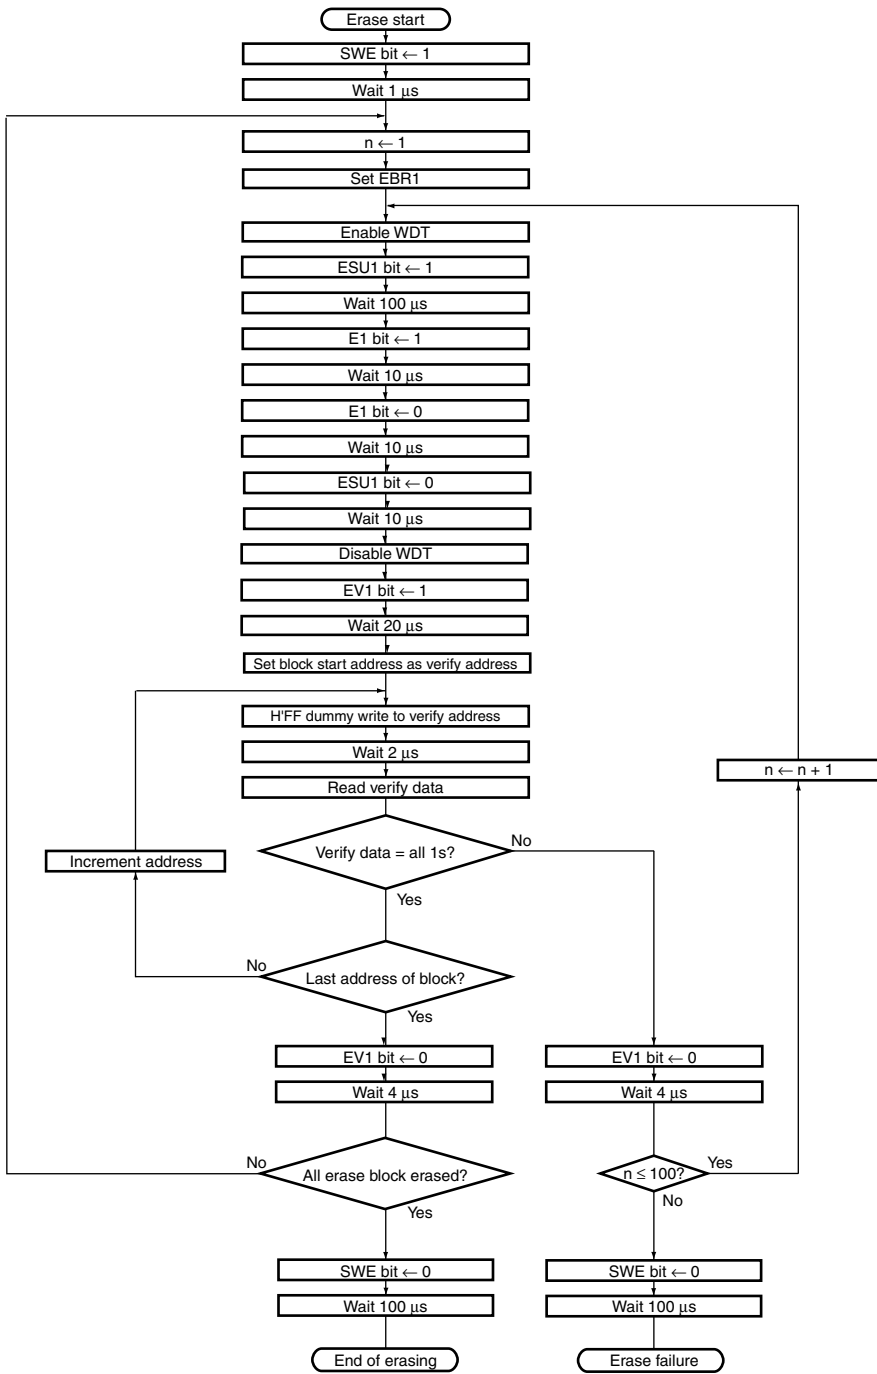 Erase start
SWE bit ← 1
Wait 1 μs
n ← 1
Set EBR1
Enable WDT
ESU1 bit ← 1
Wait 100 μs
E1 bit ← 1
Wait 10 μs
E1 bit ← 0
Wait 10 μs
ESU1 bit ← 0
Wait 10 μs
Disable WDT
EV1 bit ← 1
Wait 20 μs
Set block start address as verify address
H'FF dummy write to verify address
Wait 2 μs
n ← n + 1
Read verify data
No
Verify data = all 1s?
Increment address
Yes
No
Last address of block?
Yes
EV1 bit ← 0
EV1 bit ← 0
Wait 4 μs
Wait 4 μs
No
All erase block erased?
n ≤ 100?
Yes
Yes
No
SWE bit ← 0
SWE bit ← 0
Wait 100 μs
Wait 100 μs
End of erasing
Erase failure